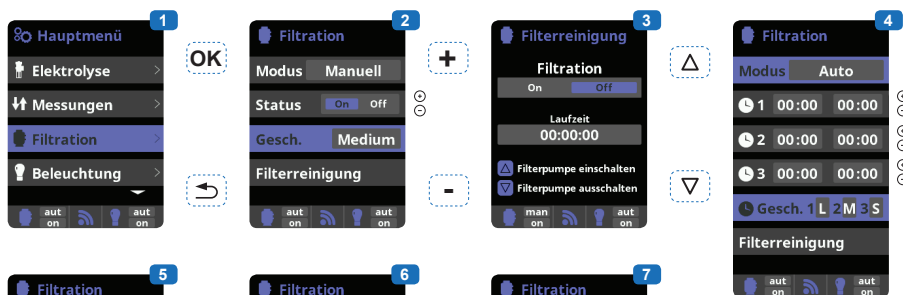 1
Hauptmenü
Elektrolyse
Messungen
Filtration
Beleuchtung
aut
on
aut
on
OK
2
Filtration
Modus Manuell
Status On Off
Gesch. Medium
Filterreinigung
aut
on
aut
on
+
-
3
Filterreinigung
Filtration
On Off
Laufzeit
00:00:00
Filterpumpe einschalten
Filterpumpe ausschalten
man
on
aut
on
4
Filtration
Modus Auto
1 00:00 00:00
2 00:00 00:00
3 00:00 00:00
Gesch. 1 L 2 M 3 S
Filterreinigung
aut
on
aut
on
5
Filtration
6
Filtration
7
Filtration